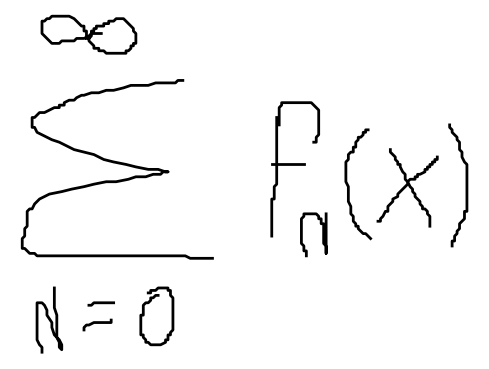 ∞
∑ fₙ(x)
n = 0